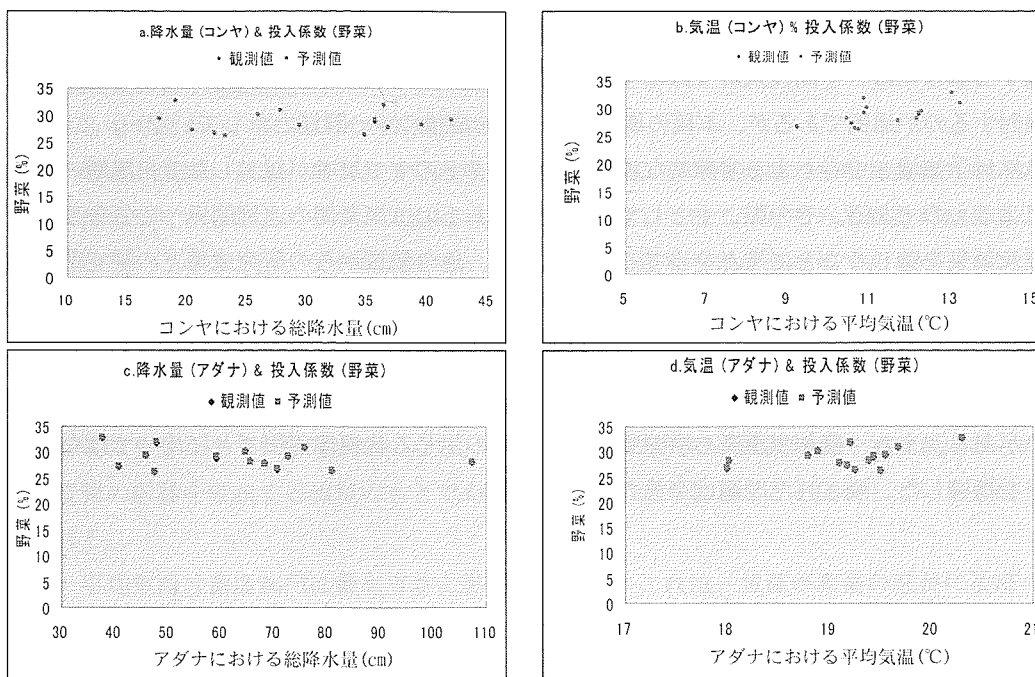 a.降水量(コンヤ) & 投入係数(野菜)
・観測値 ・予測値
野菜(%)
35
30
25
20
15
10
5
0
10 15 20 25 30 35 40 45
コンヤにおける総降水量(cm)
b.気温(コンヤ) % 投入係数(野菜)
・観測値 ・予測値
野菜(%)
35
30
25
20
15
10
5
0
5 7 9 11 13 15
コンヤにおける平均気温(℃)
c.降水量(アダナ) & 投入係数(野菜)
◆観測値 ■予測値
野菜(%)
35
30
25
20
15
10
5
0
30 40 50 60 70 80 90 100 110
アダナにおける総降水量(cm)
d.気温(アダナ) & 投入係数(野菜)
◆観測値 ■予測値
野菜(%)
35
30
25
20
15
10
5
0
17 18 19 20 21
アダナにおける平均気温(℃)